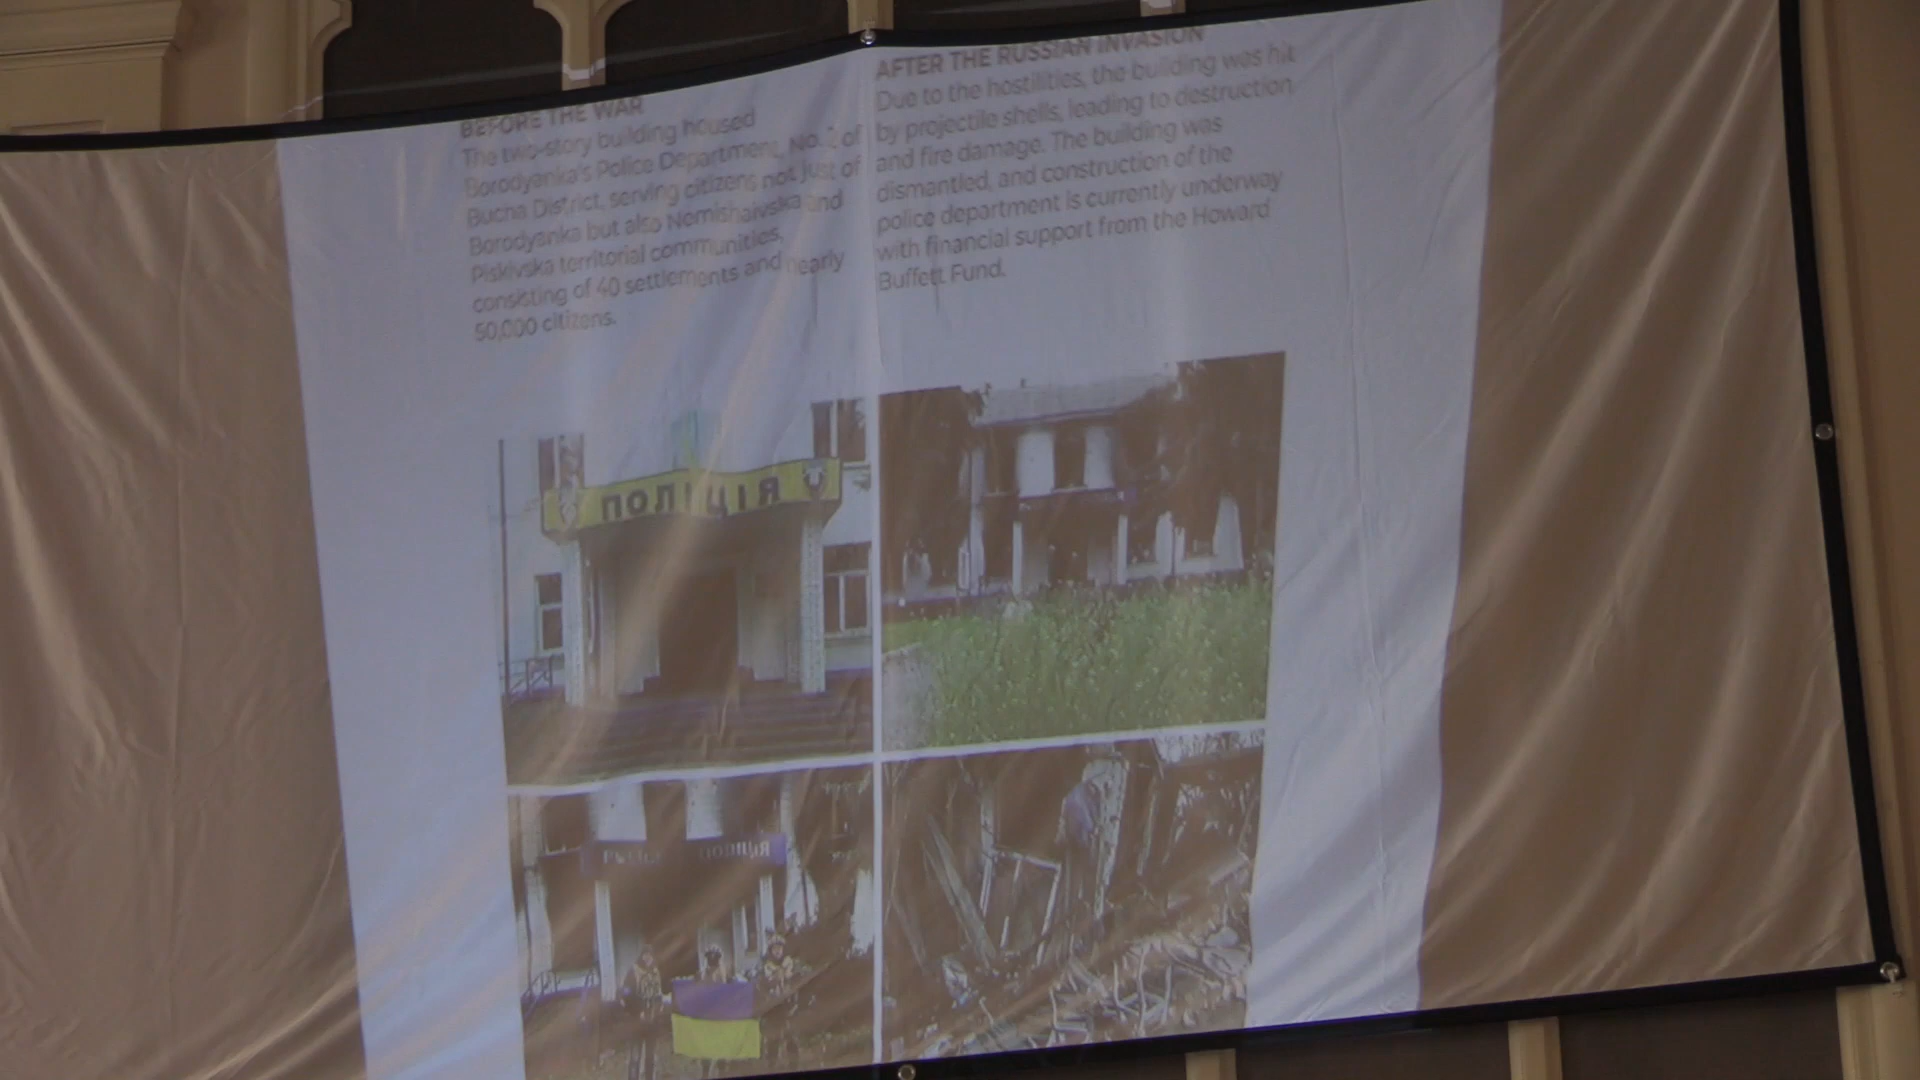 BEFORE THE WAR
The two-story building housed
Borodyanka's Police Department No. 1 of
Bucha District, serving citizens not just of
Borodyanka but also Nemishaivska and
Piskivska territorial communities,
consisting of 40 settlements and nearly
50,000 citizens.
AFTER THE RUSSIAN INVASION
Due to the hostilities, the building was hit
by projectile shells, leading to destruction
and fire damage. The building was
dismantled, and construction of the
police department is currently underway
with financial support from the Howard
Buffett Fund.
ПОЛІЦІЯ
поліція